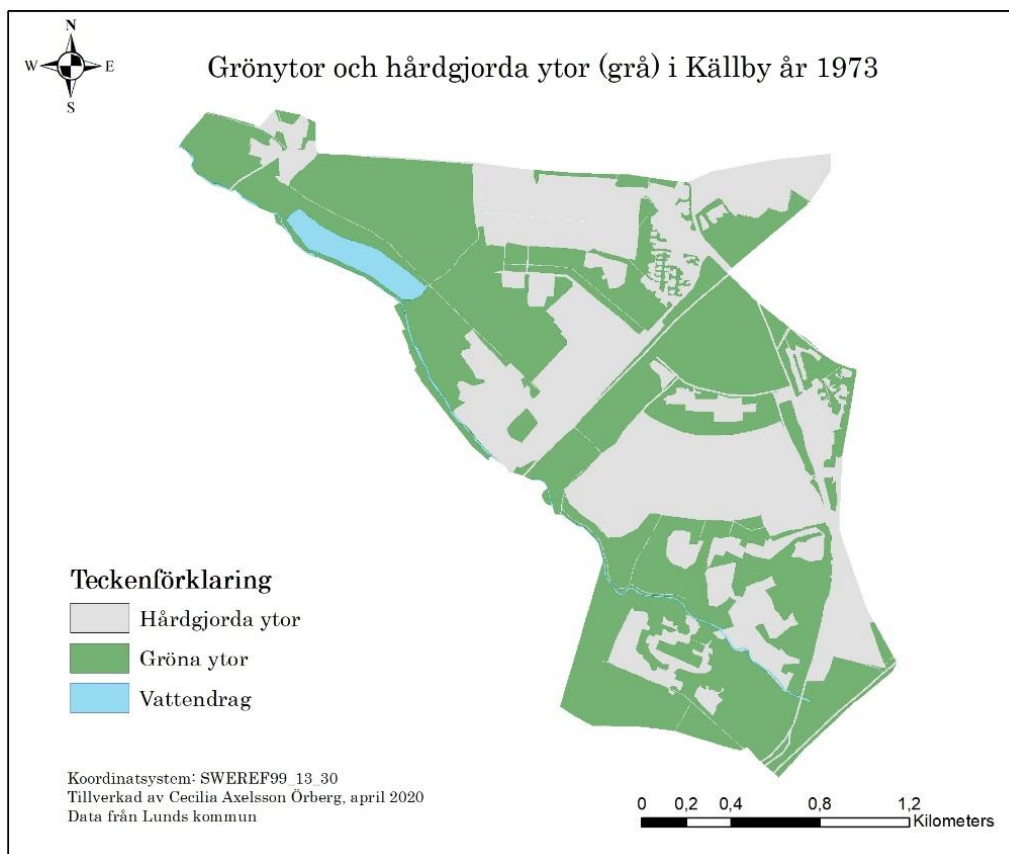 N
W E
S
Grönytor och hårdgjorda ytor (grå) i Källby år 1973
Teckenförklaring
Hårdgjorda ytor
Gröna ytor
Vattendrag
Koordinatsystem: SWEREF99_13_30
Tillverkad av Cecilia Axelsson Örberg, april 2020
Data från Lunds kommun
0 0,2 0,4 0,8 1,2
Kilometers